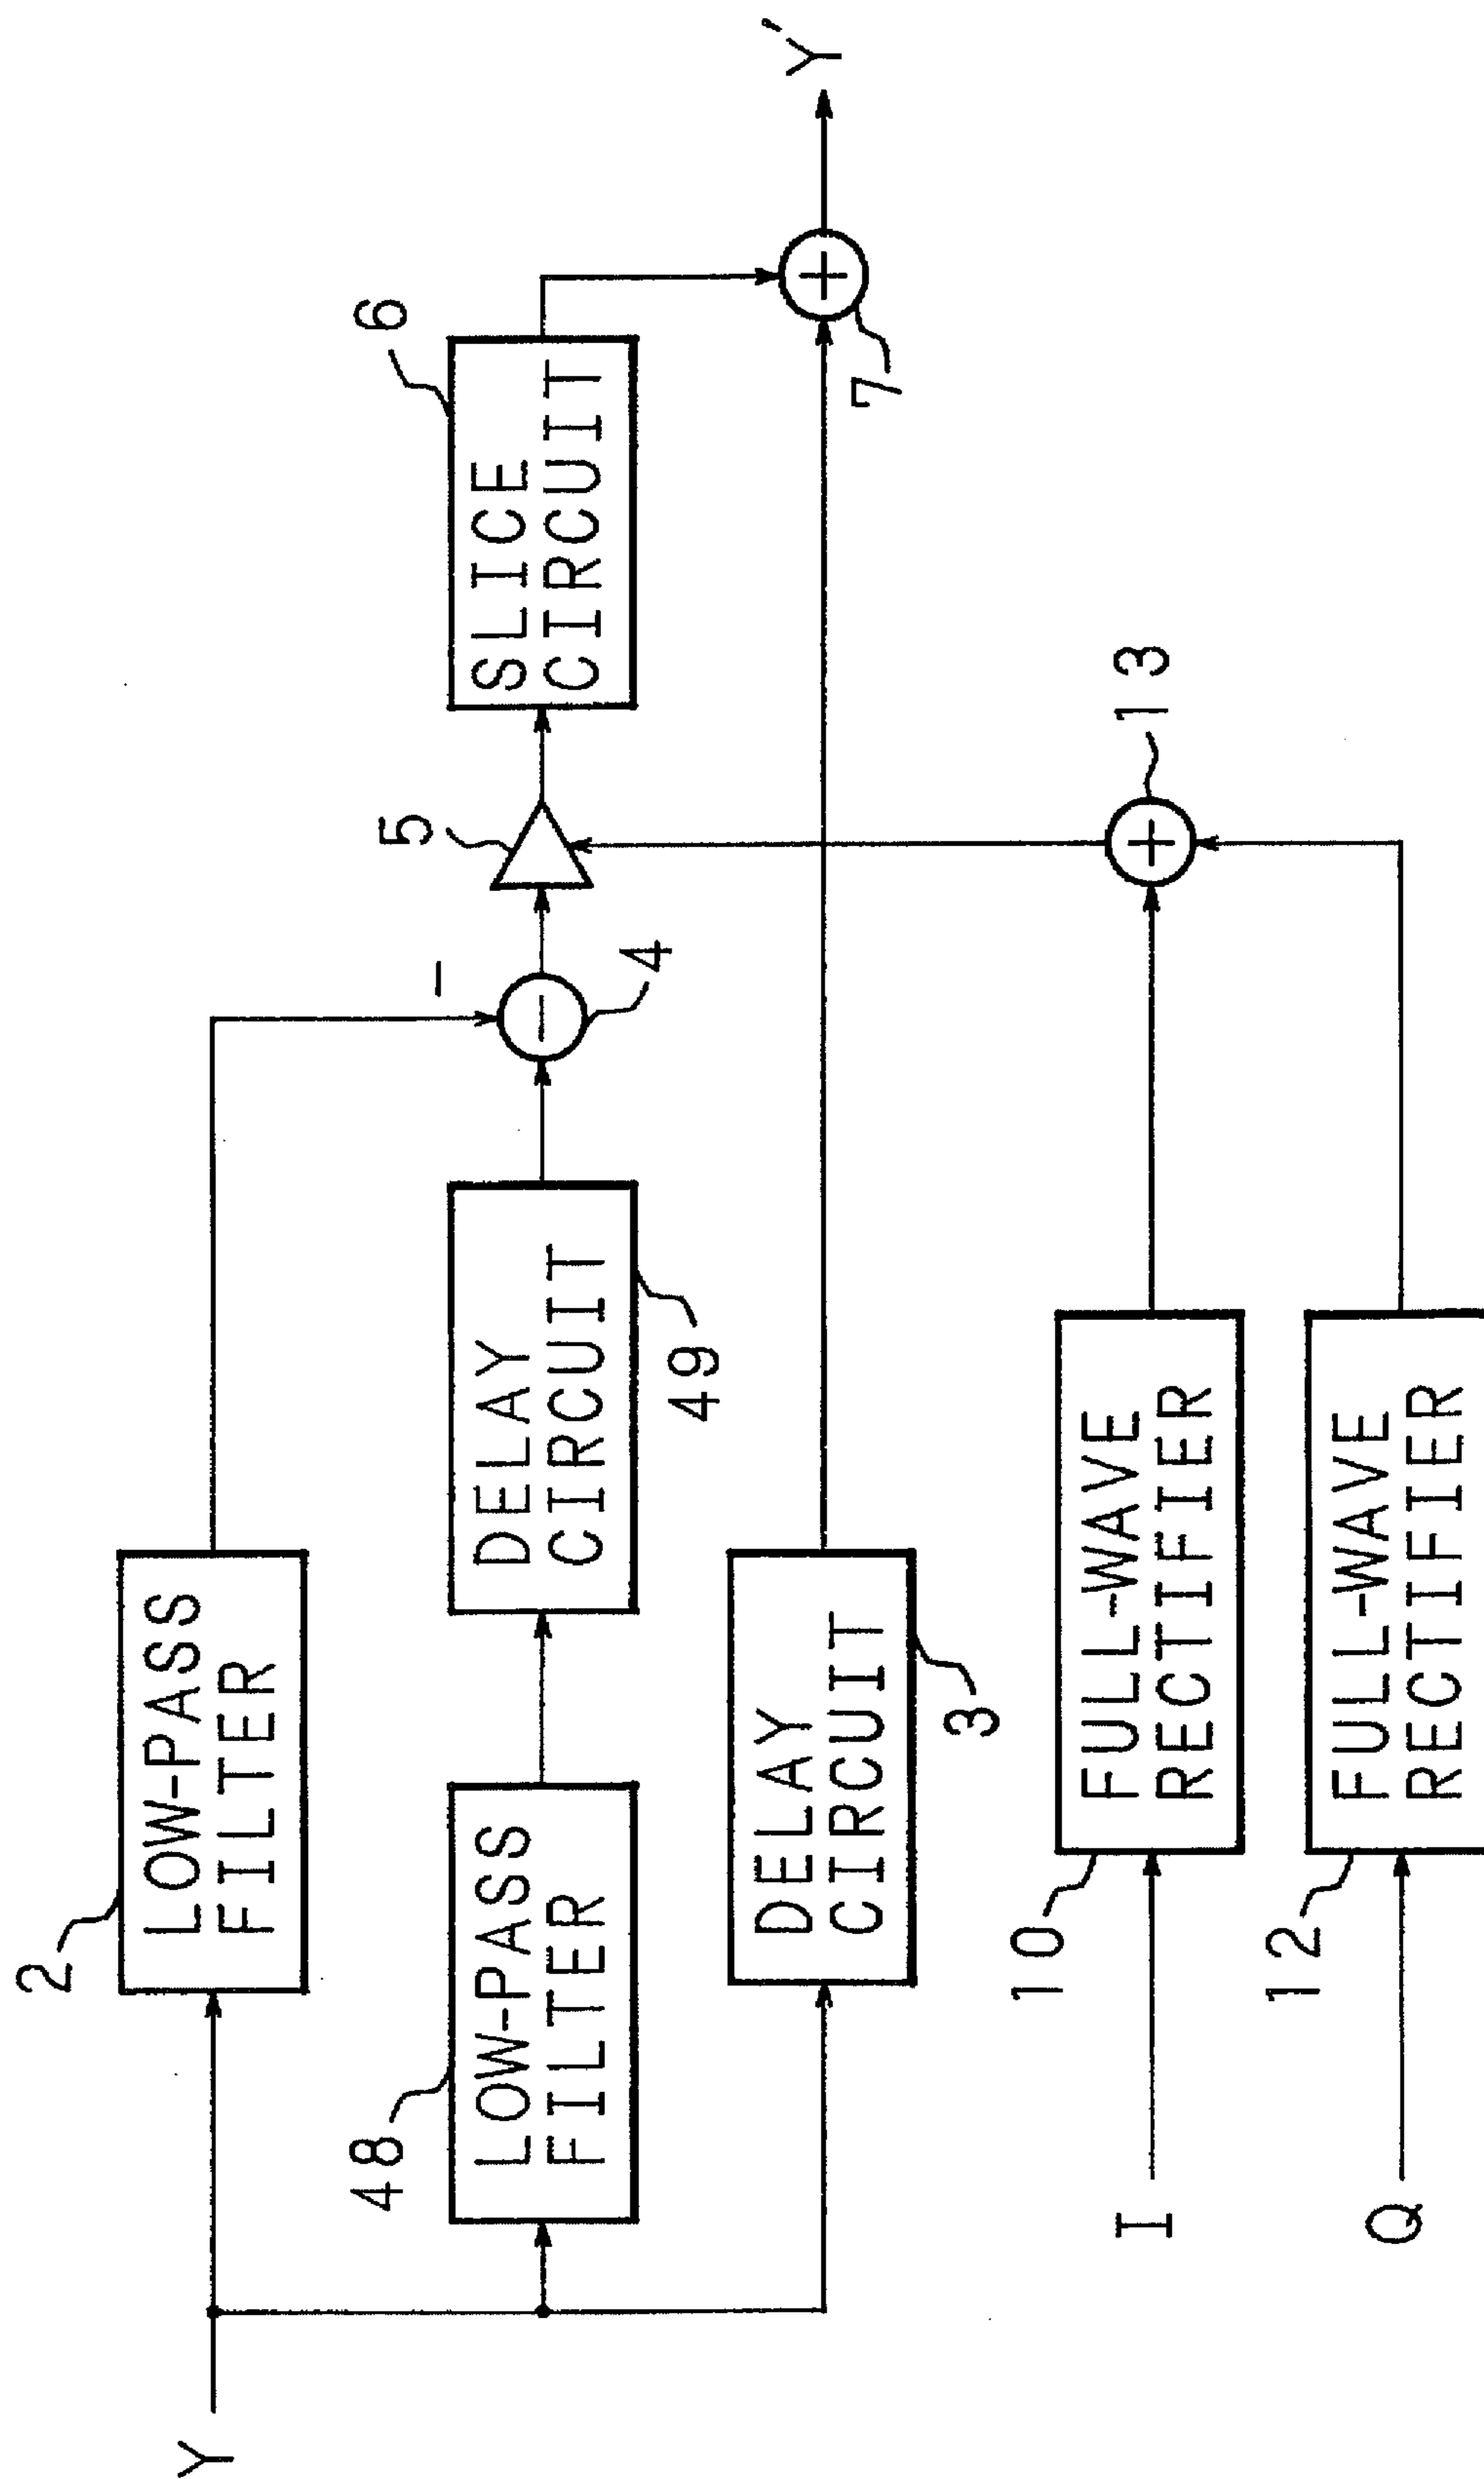 2
LOW-PASS
FILTER
Y
48
LOW-PASS
FILTER
DELAY
CIRCUIT
49
−
−
4
5
6
SLICE
CIRCUIT
DELAY
CIRCUIT
3
+
7
Y'
I
10
FULL-WAVE
RECTIFIER
+
13
Q
12
FULL-WAVE
RECTIFIER